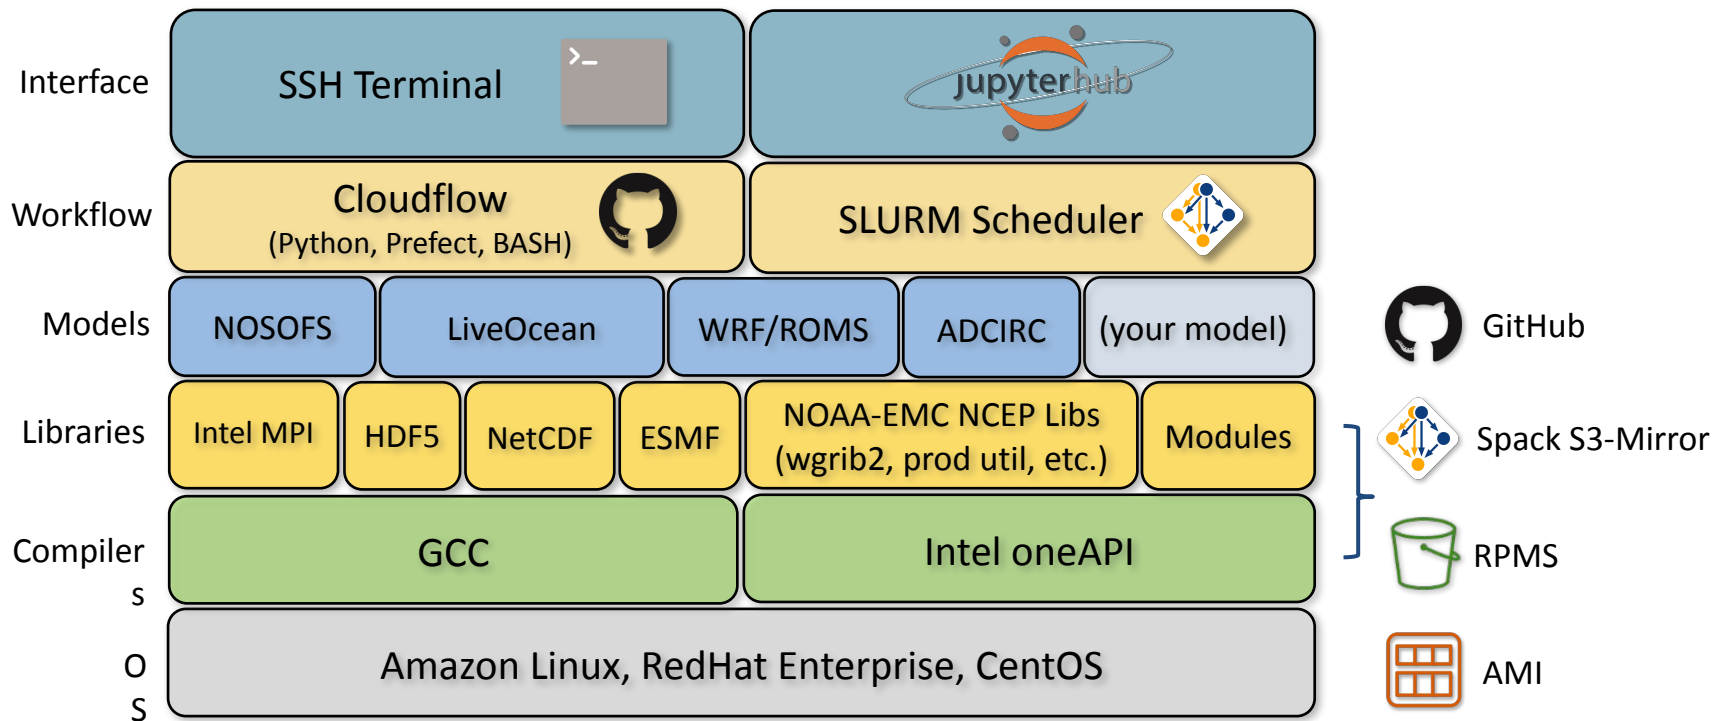 Interface
SSH Terminal
>_
jupyterhub
Workflow
Cloudflow
(Python, Prefect, BASH)
SLURM Scheduler
Models
NOSOFS
LiveOcean
WRF/ROMS
ADCIRC
(your model)
GitHub
Libraries
Intel MPI
HDF5
NetCDF
ESMF
NOAA-EMC NCEP Libs
(wgrib2, prod util, etc.)
Modules
Spack S3-Mirror
Compiler
s
GCC
Intel oneAPI
RPMS
O
S
Amazon Linux, RedHat Enterprise, CentOS
AMI